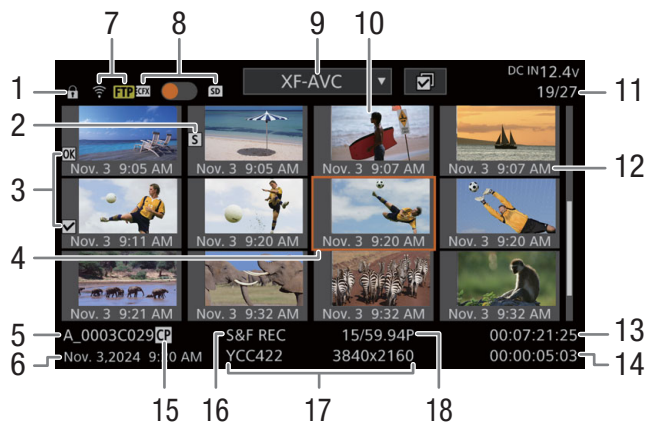 7 8 9 10
1 FTP CFX SD XF-AVC DC IN12.4v
19/27 11
2 S
OK Nov. 3 9:05 AM Nov. 3 9:05 AM Nov. 3 9:07 AM Nov. 3 9:07 AM 12
3
Nov. 3 9:11 AM Nov. 3 9:20 AM Nov. 3 9:20 AM Nov. 3 9:20 AM
4
Nov. 3 9:21 AM Nov. 3 9:32 AM Nov. 3 9:32 AM Nov. 3 9:32 AM
5 A_0003C029 CP S&F REC 15/59.94P 00:07:21:25 13
6 Nov. 3,2024 9:20 AM YCC422 3840x2160 00:00:05:03 14
15 16 17 18